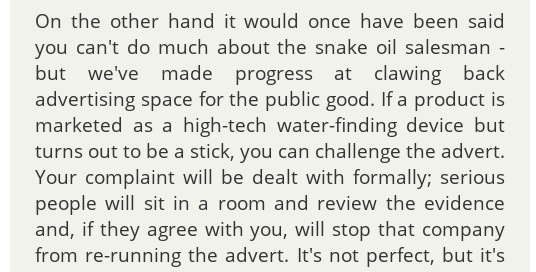 On the other hand it would once have been said
you can't do much about the snake oil salesman -
but we've made progress at clawing back
advertising space for the public good. If a product is
marketed as a high-tech water-finding device but
turns out to be a stick, you can challenge the advert.
Your complaint will be dealt with formally; serious
people will sit in a room and review the evidence
and, if they agree with you, will stop that company
from re-running the advert. It's not perfect, but it's